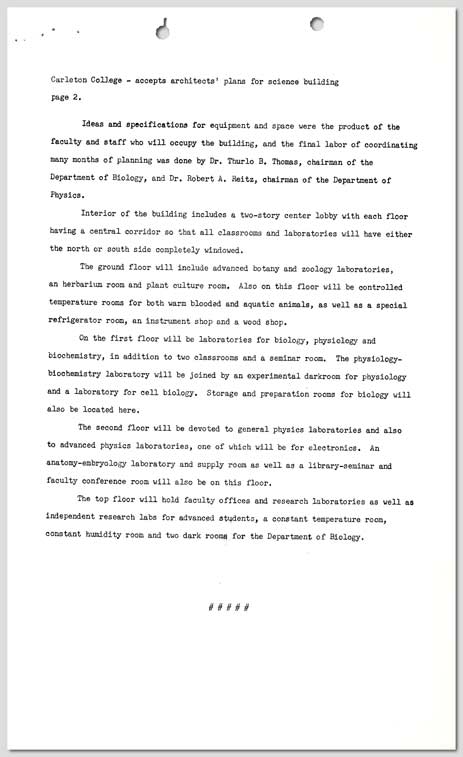 Carleton College - accepts architects' plans for science building
page 2.
Ideas and specifications for equipment and space were the product of the
faculty and staff who will occupy the building, and the final labor of coordinating
many months of planning was done by Dr. Thurlo B. Thomas, chairman of the
Department of Biology, and Dr. Robert A. Reitz, chairman of the Department of
Physics.
Interior of the building includes a two-story center lobby with each floor
having a central corridor so that all classrooms and laboratories will have either
the north or south side completely windowed.
The ground floor will include advanced botany and zoology laboratories,
an herbarium room and plant culture room. Also on this floor will be controlled
temperature rooms for both warm blooded and aquatic animals, as well as a special
refrigerator room, an instrument shop and a wood shop.
On the first floor will be laboratories for biology, physiology and
biochemistry, in addition to two classrooms and a seminar room. The physiology-
biochemistry laboratory will be joined by an experimental darkroom for physiology
and a laboratory for cell biology. Storage and preparation rooms for biology will
also be located here.
The second floor will be devoted to general physics laboratories and also
to advanced physics laboratories, one of which will be for electronics. An
anatomy-embryology laboratory and supply room as well as a library-seminar and
faculty conference room will also be on this floor.
The top floor will hold faculty offices and research laboratories as well as
independent research labs for advanced students, a constant temperature room,
constant humidity room and two dark rooms for the Department of Biology.
# # # # #